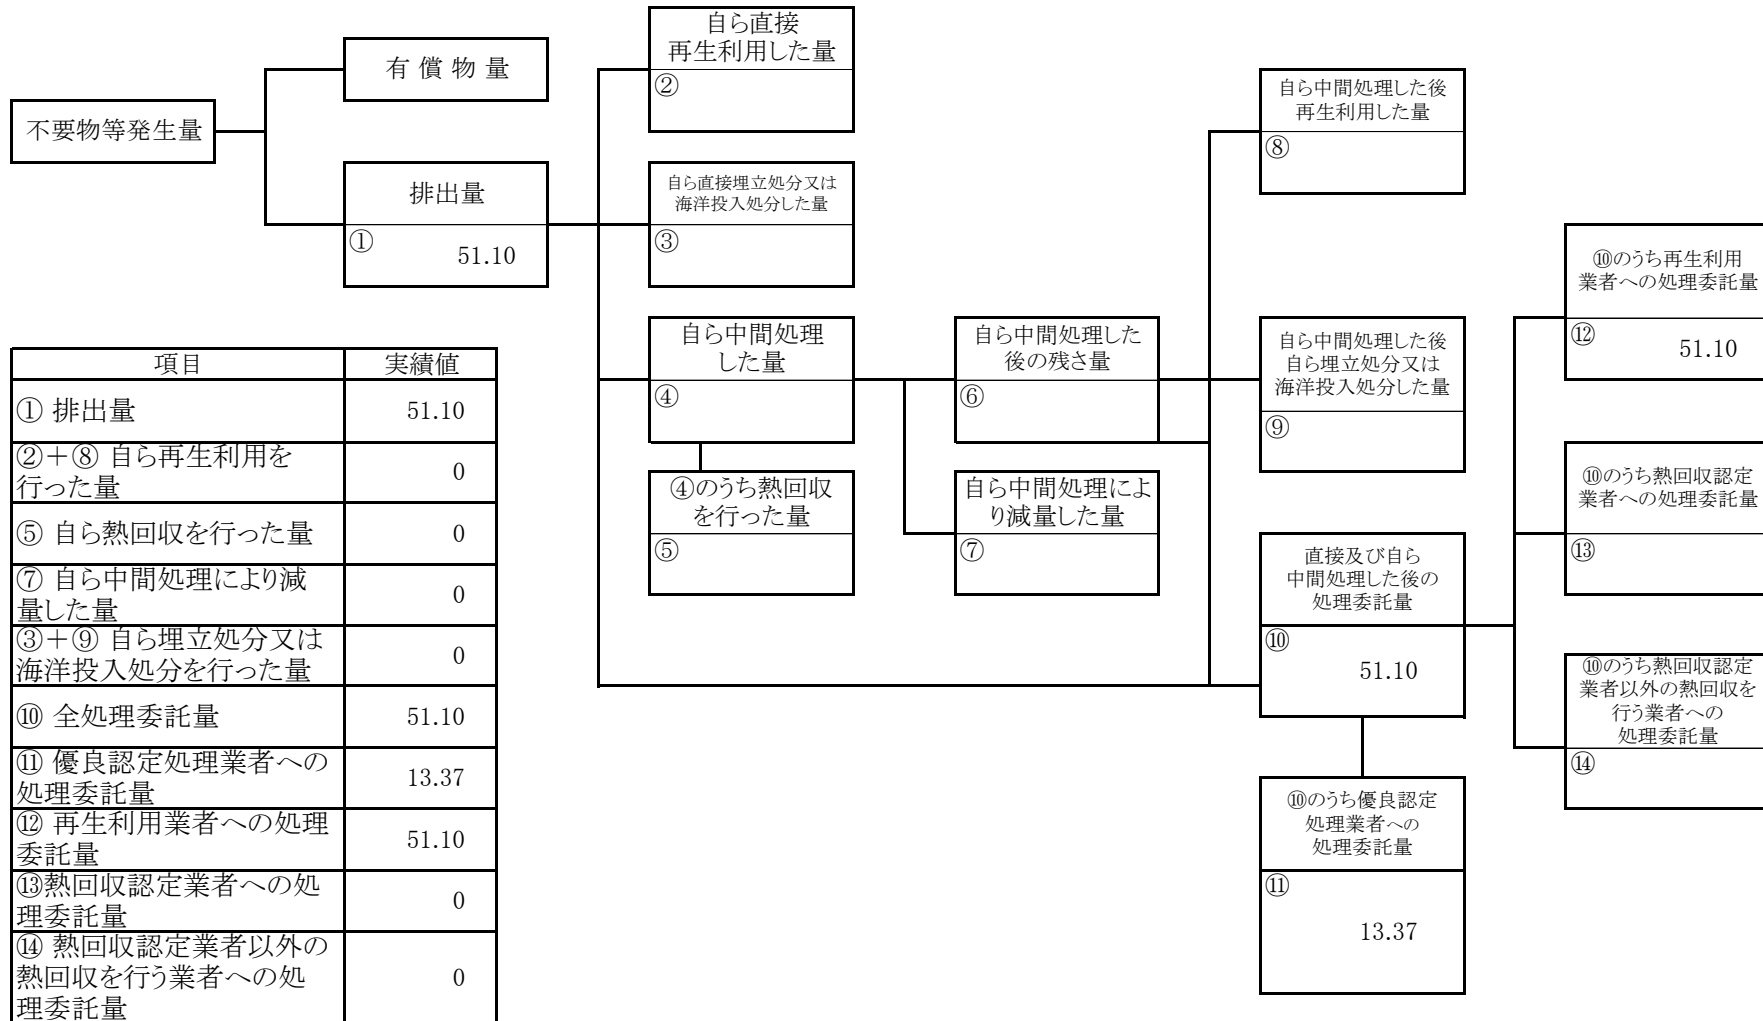 不要物等発生量
有償物量
排出量
①
51.10
自ら直接
再生利用した量
②
自ら直接埋立処分又は
海洋投入処分した量
③
自ら中間処理
した量
④
④のうち熱回収
を行った量
⑤
自ら中間処理した
後の残さ量
⑥
自ら中間処理によ
り減量した量
⑦
自ら中間処理した後
再生利用した量
⑧
自ら中間処理した後
自ら埋立処分又は
海洋投入処分した量
⑨
直接及び自ら
中間処理した後の
処理委託量
⑩
51.10
⑩のうち優良認定
処理業者への
処理委託量
⑪
13.37
⑩のうち再生利用
業者への処理委託量
⑫
51.10
⑩のうち熱回収認定
業者への処理委託量
⑬
⑩のうち熱回収認定
業者以外の熱回収を
行う業者への
処理委託量
⑭
項目 実績値
① 排出量 51.10
②＋⑧ 自ら再生利用を
行った量 0
⑤ 自ら熱回収を行った量 0
⑦ 自ら中間処理により減
量した量 0
③＋⑨ 自ら埋立処分又は
海洋投入処分を行った量 0
⑩ 全処理委託量 51.10
⑪ 優良認定処理業者への
処理委託量 13.37
⑫ 再生利用業者への処理
委託量 51.10
⑬熱回収認定業者への処
理委託量 0
⑭ 熱回収認定業者以外の
熱回収を行う業者への処
理委託量 0